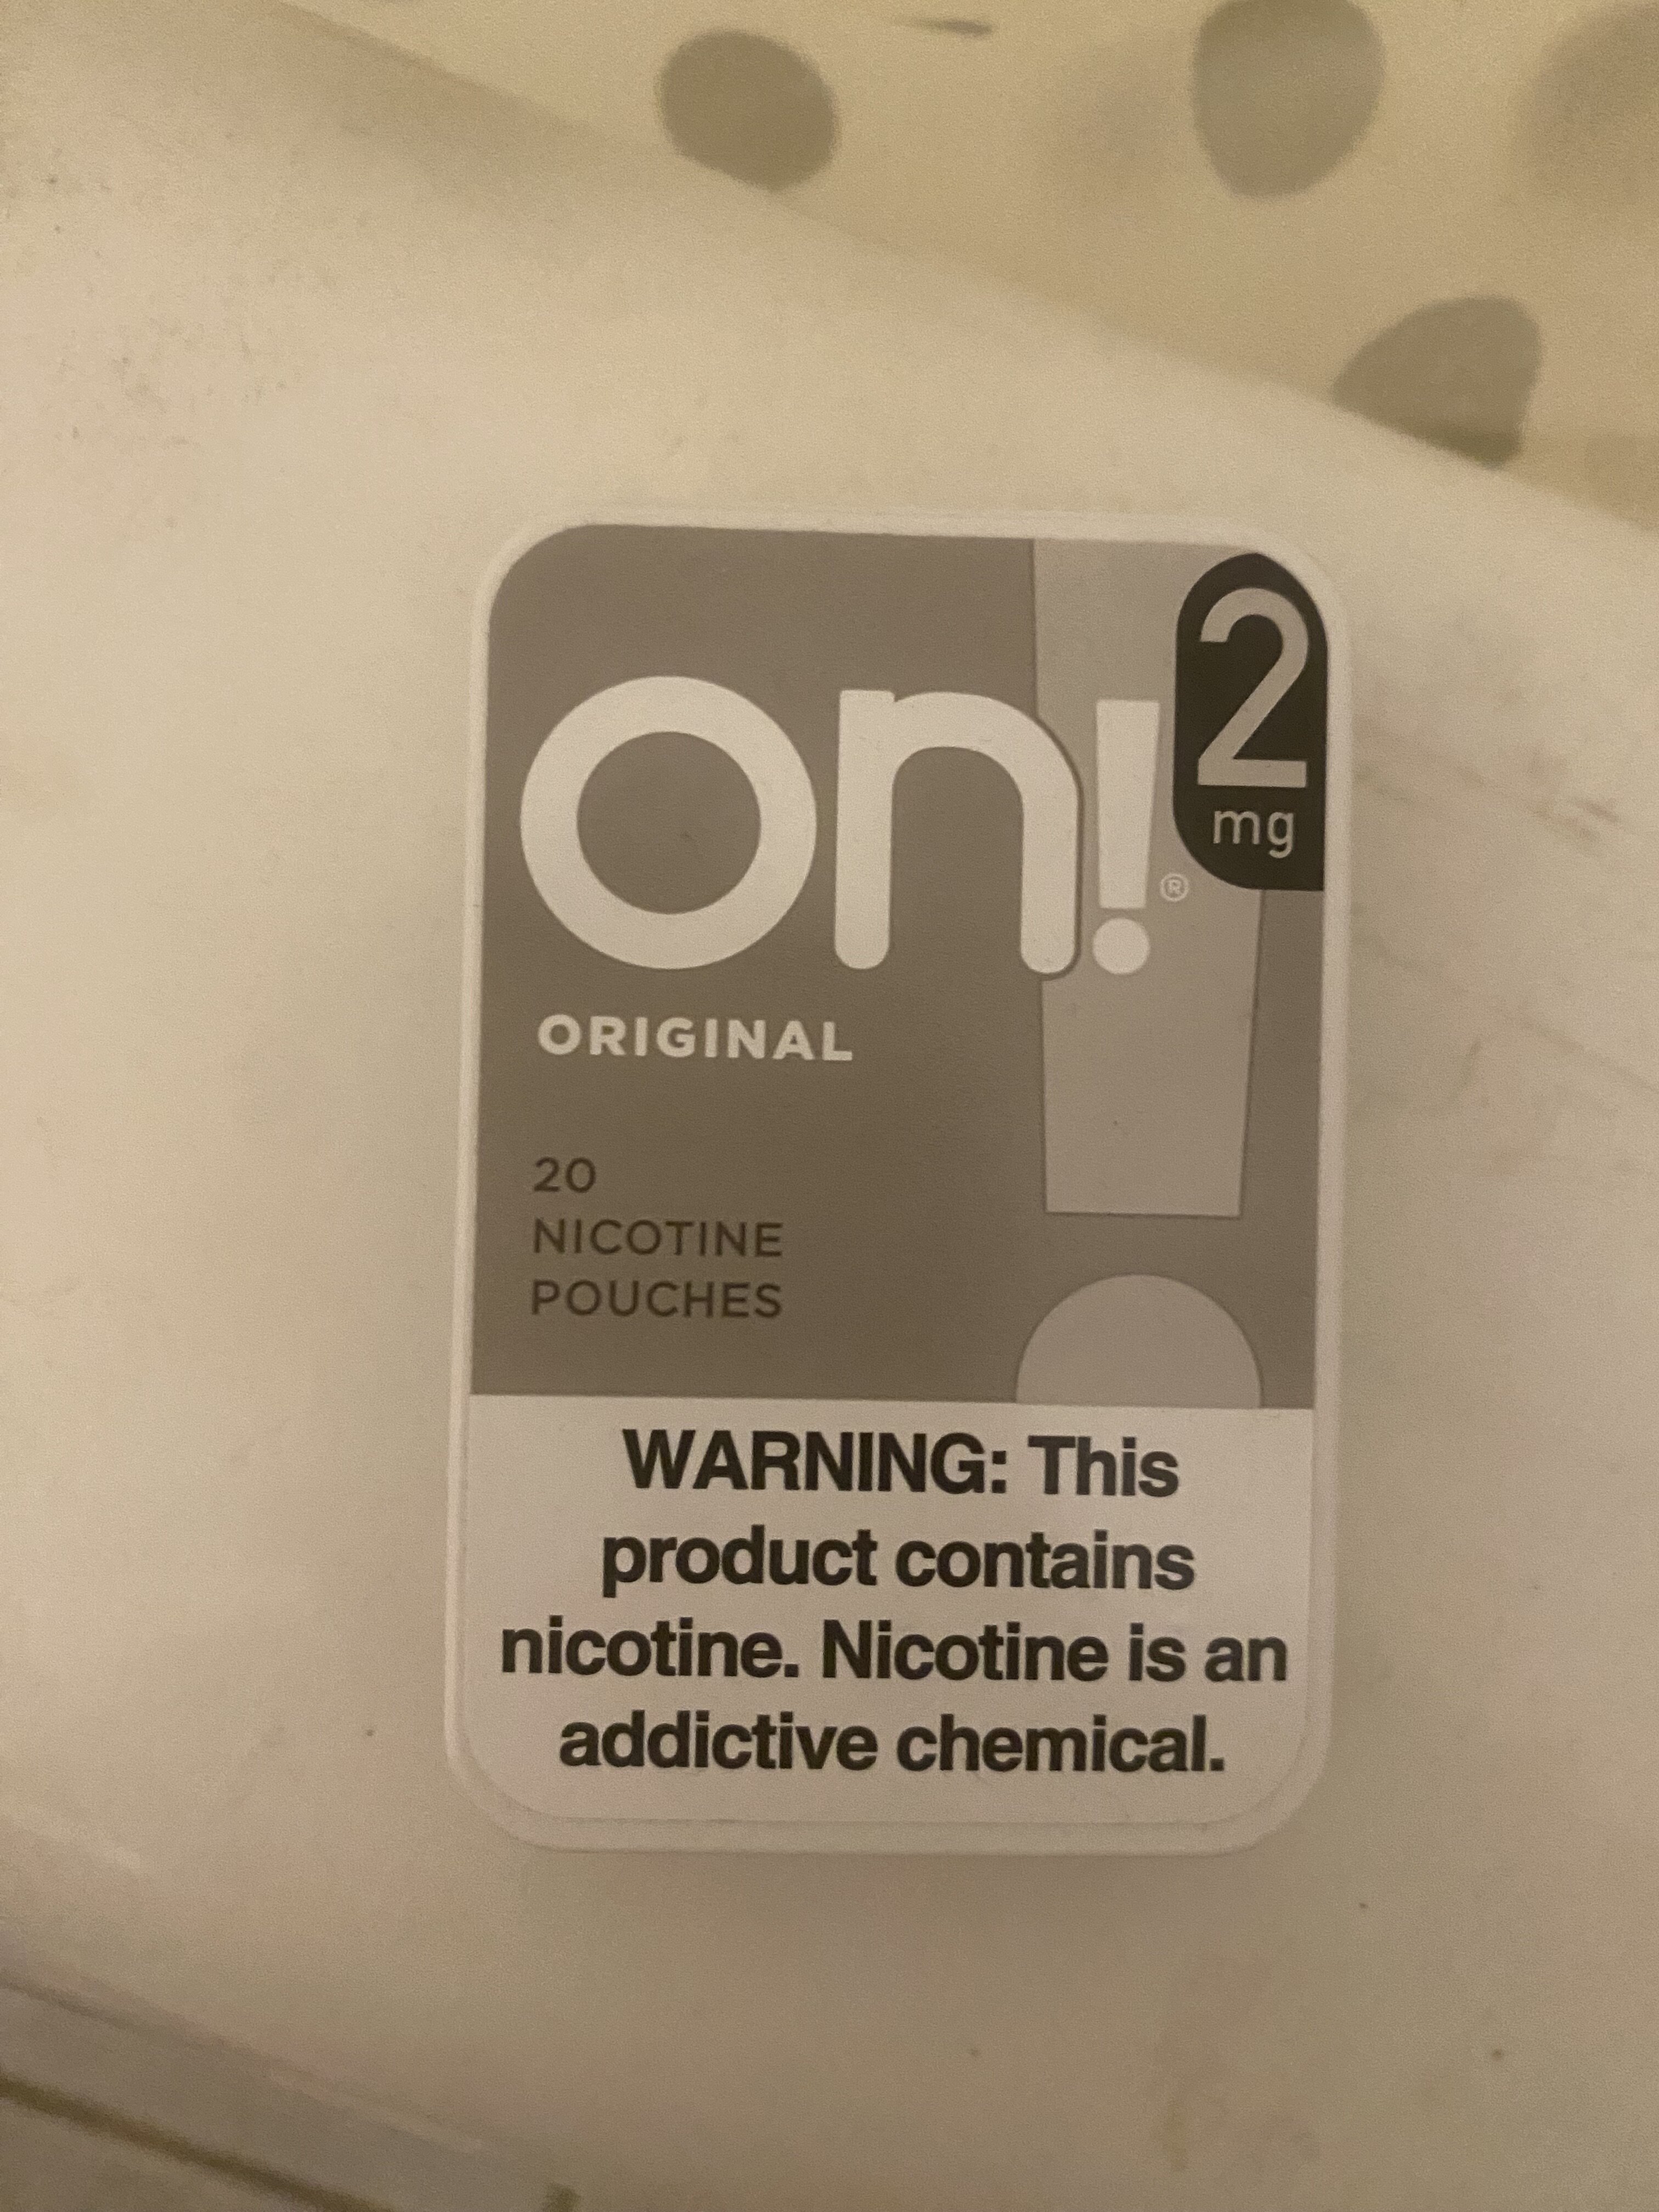 on!®
2
mg
ORIGINAL
20
NICOTINE
POUCHES
WARNING: This
product contains
nicotine. Nicotine is an
addictive chemical.